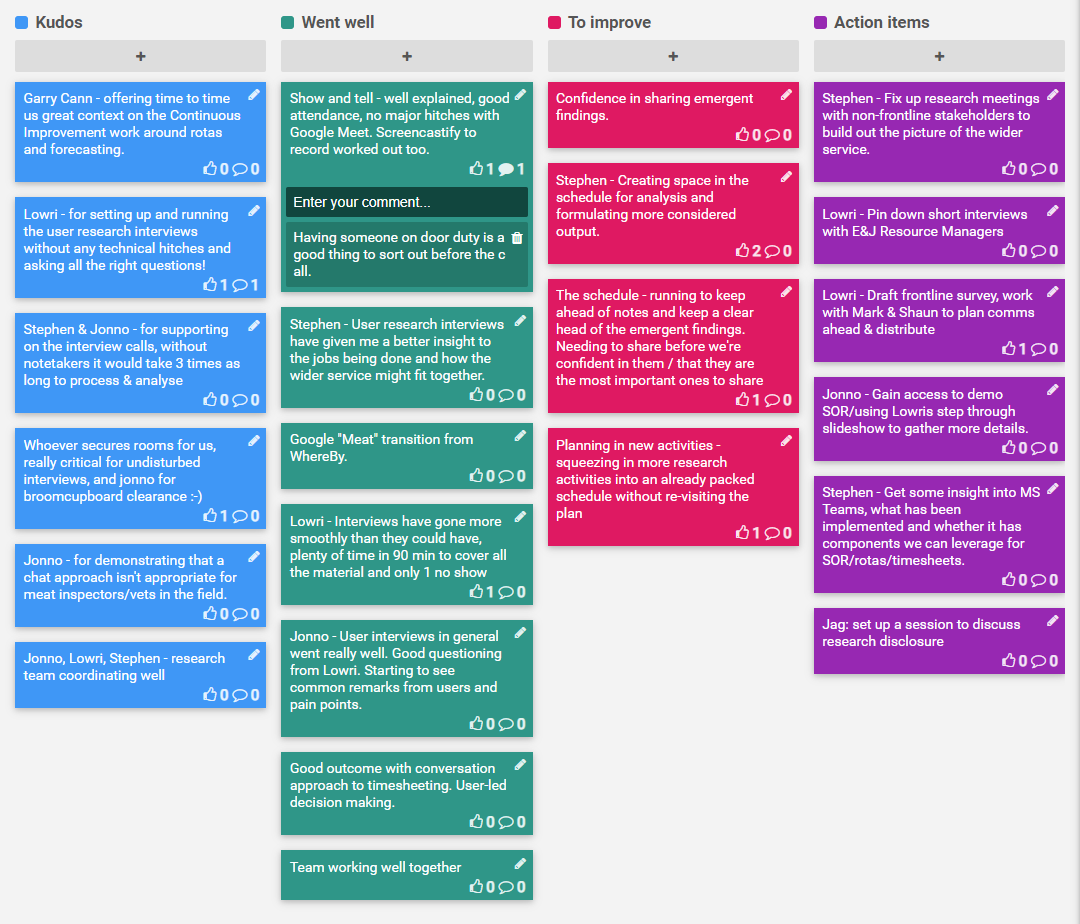 Kudos
+
Garry Cann - offering time to time
us great context on the Continuous
Improvement work around rotas
and forecasting.
0 0
Lowri - for setting up and running
the user research interviews
without any technical hitches and
asking all the right questions!
1 1
Stephen & Jonno - for supporting
on the interview calls, without
notetakers it would take 3 times as
long to process & analyse
0 0
Whoever secures rooms for us,
really critical for undisturbed
interviews, and jonno for
broomcupboard clearance :-)
1 0
Jonno - for demonstrating that a
chat approach isn't appropriate for
meat inspectors/vets in the field.
0 0
Jonno, Lowri, Stephen - research
team coordinating well
0 0
Went well
+
Show and tell - well explained, good
attendance, no major hitches with
Google Meet. Screencastify to
record worked out too.
1 1
Enter your comment...
Having someone on door duty is a
good thing to sort out before the c
all.
Stephen - User research interviews
have given me a better insight to
the jobs being done and how the
wider service might fit together.
0 0
Google "Meat" transition from
WhereBy.
0 0
Lowri - Interviews have gone more
smoothly than they could have,
plenty of time in 90 min to cover all
the material and only 1 no show
1 0
Jonno - User interviews in general
went really well. Good questioning
from Lowri. Starting to see
common remarks from users and
pain points.
0 0
Good outcome with conversation
approach to timesheeting. User-led
decision making.
0 0
Team working well together
0 0
To improve
+
Confidence in sharing emergent
findings.
0 0
Stephen - Creating space in the
schedule for analysis and
formulating more considered
output.
2 0
The schedule - running to keep
ahead of notes and keep a clear
head of the emergent findings.
Needing to share before we're
confident in them / that they are
the most important ones to share
1 0
Planning in new activities -
squeezing in more research
activities into an already packed
schedule without re-visiting the
plan
1 0
Action items
+
Stephen - Fix up research meetings
with non-frontline stakeholders to
build out the picture of the wider
service.
0 0
Lowri - Pin down short interviews
with E&J Resource Managers
0 0
Lowri - Draft frontline survey, work
with Mark & Shaun to plan comms
ahead & distribute
1 0
Jonno - Gain access to demo
SOR/using Lowris step through
slideshow to gather more details.
0 0
Stephen - Get some insight into MS
Teams, what has been
implemented and whether it has
components we can leverage for
SOR/rotas/timesheets.
0 0
Jag: set up a session to discuss
research disclosure
0 0